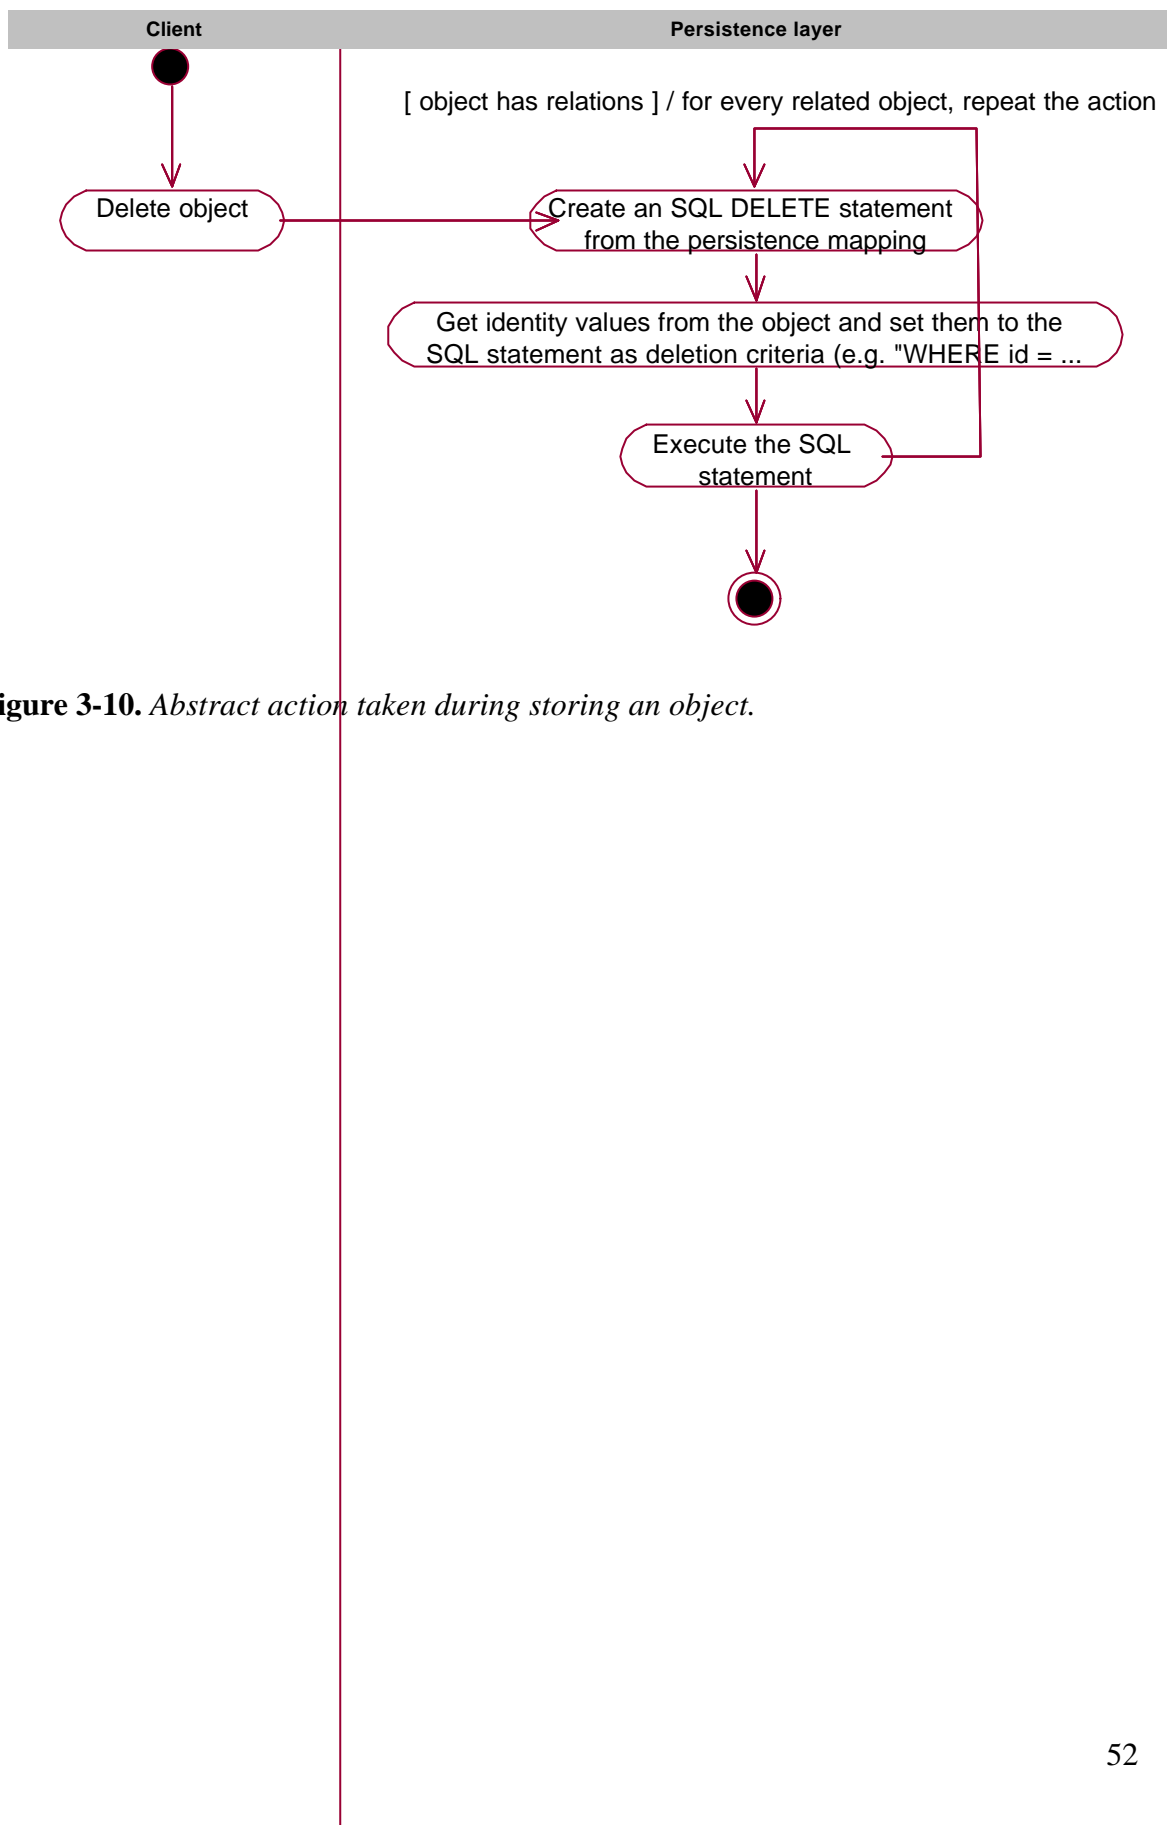 Client
Persistence layer
[ object has relations ] / for every related object, repeat the action
Delete object
Create an SQL DELETE statement
from the persistence mapping
Get identity values from the object and set them to the
SQL statement as deletion criteria (e.g. "WHERE id = ...
Execute the SQL
statement
igure 3-10. Abstract action taken during storing an object.
52